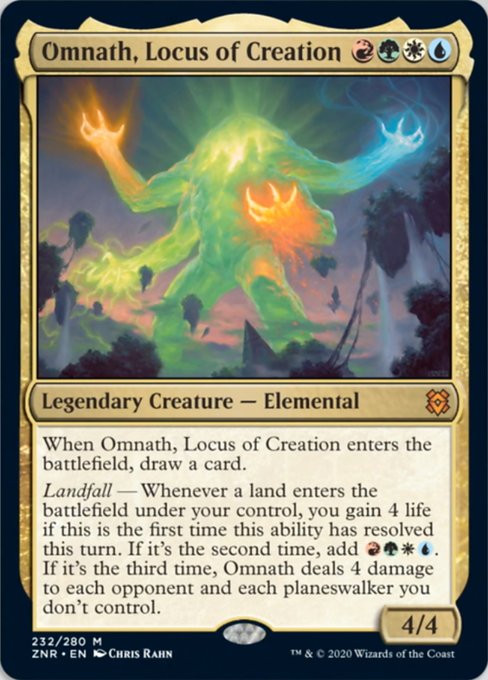 Omnath, Locus of Creation
Legendary Creature — Elemental
When Omnath, Locus of Creation enters the
battlefield, draw a card.
Landfall — Whenever a land enters the
battlefield under your control, you gain 4 life
if this is the first time this ability has resolved
this turn. If it's the second time, add .
If it's the third time, Omnath deals 4 damage
to each opponent and each planeswalker you
don't control.
4/4
232/280 M
ZNR • EN Chris Rahn
™ & © 2020 Wizards of the Coast